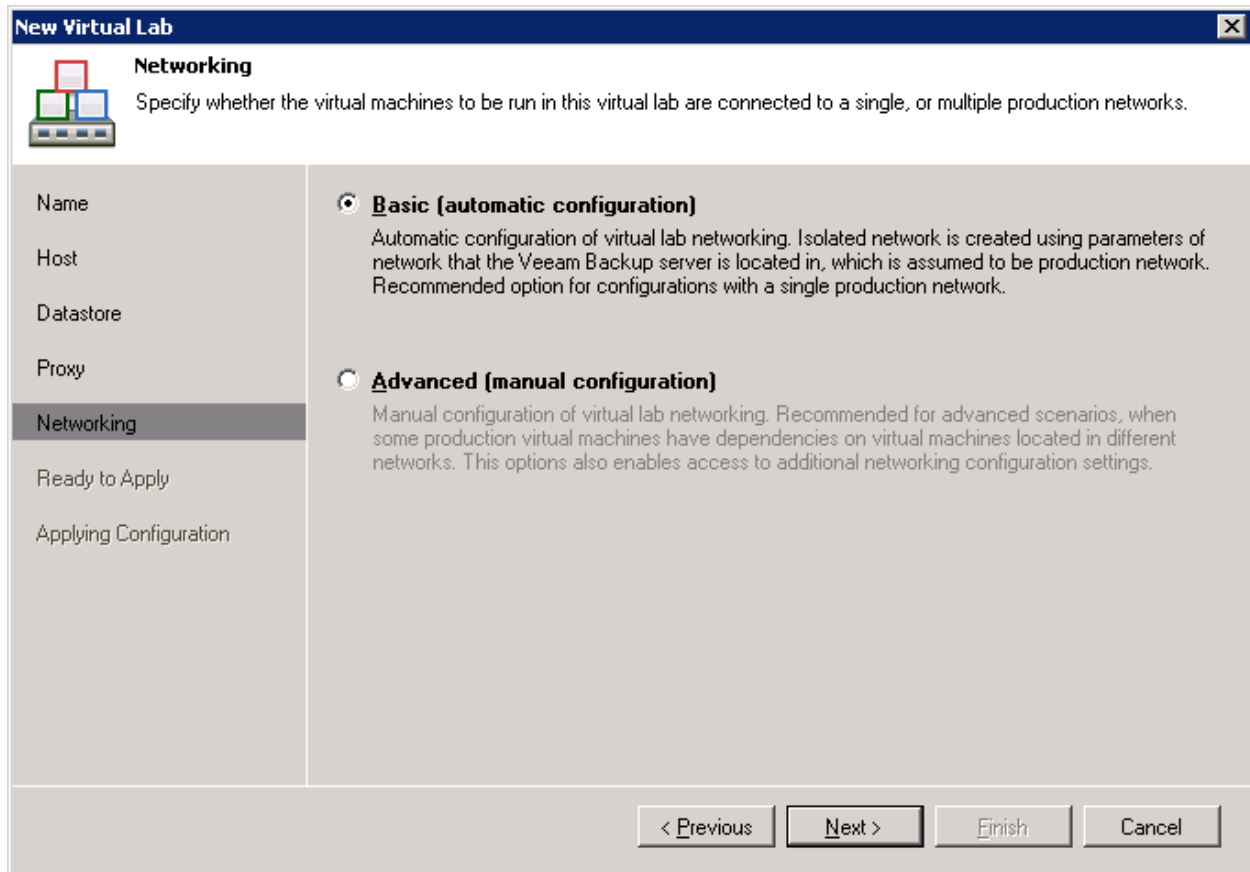 New Virtual Lab
Networking
Specify whether the virtual machines to be run in this virtual lab are connected to a single, or multiple production networks.
Name
Host
Datastore
Proxy
Networking
Ready to Apply
Applying Configuration
Basic (automatic configuration)
Automatic configuration of virtual lab networking. Isolated network is created using parameters of
network that the Veeam Backup server is located in, which is assumed to be production network.
Recommended option for configurations with a single production network.
Advanced (manual configuration)
Manual configuration of virtual lab networking. Recommended for advanced scenarios, when
some production virtual machines have dependencies on virtual machines located in different
networks. This options also enables access to additional networking configuration settings.
< Previous
Next >
Finish
Cancel